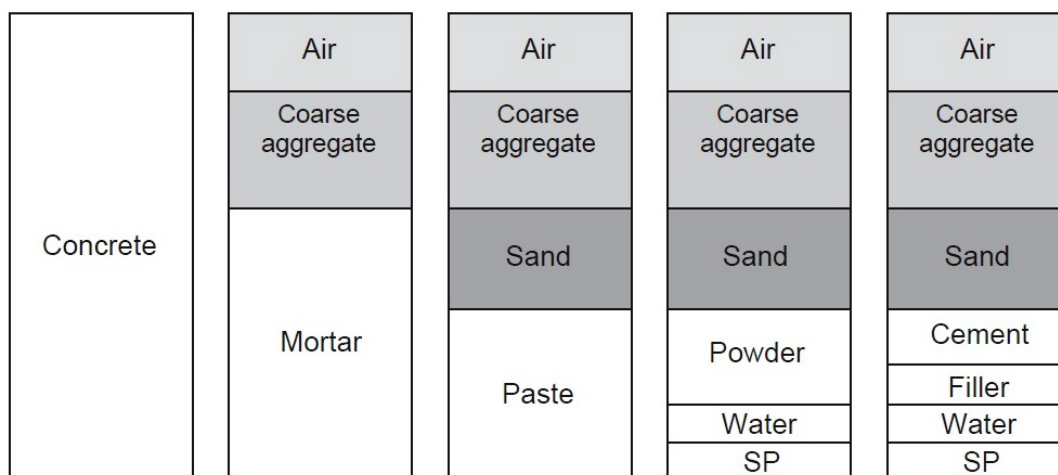 Concrete
Air
Coarse
aggregate
Mortar
Air
Coarse
aggregate
Sand
Paste
Air
Coarse
aggregate
Sand
Powder
Water
SP
Air
Coarse
aggregate
Sand
Cement
Filler
Water
SP